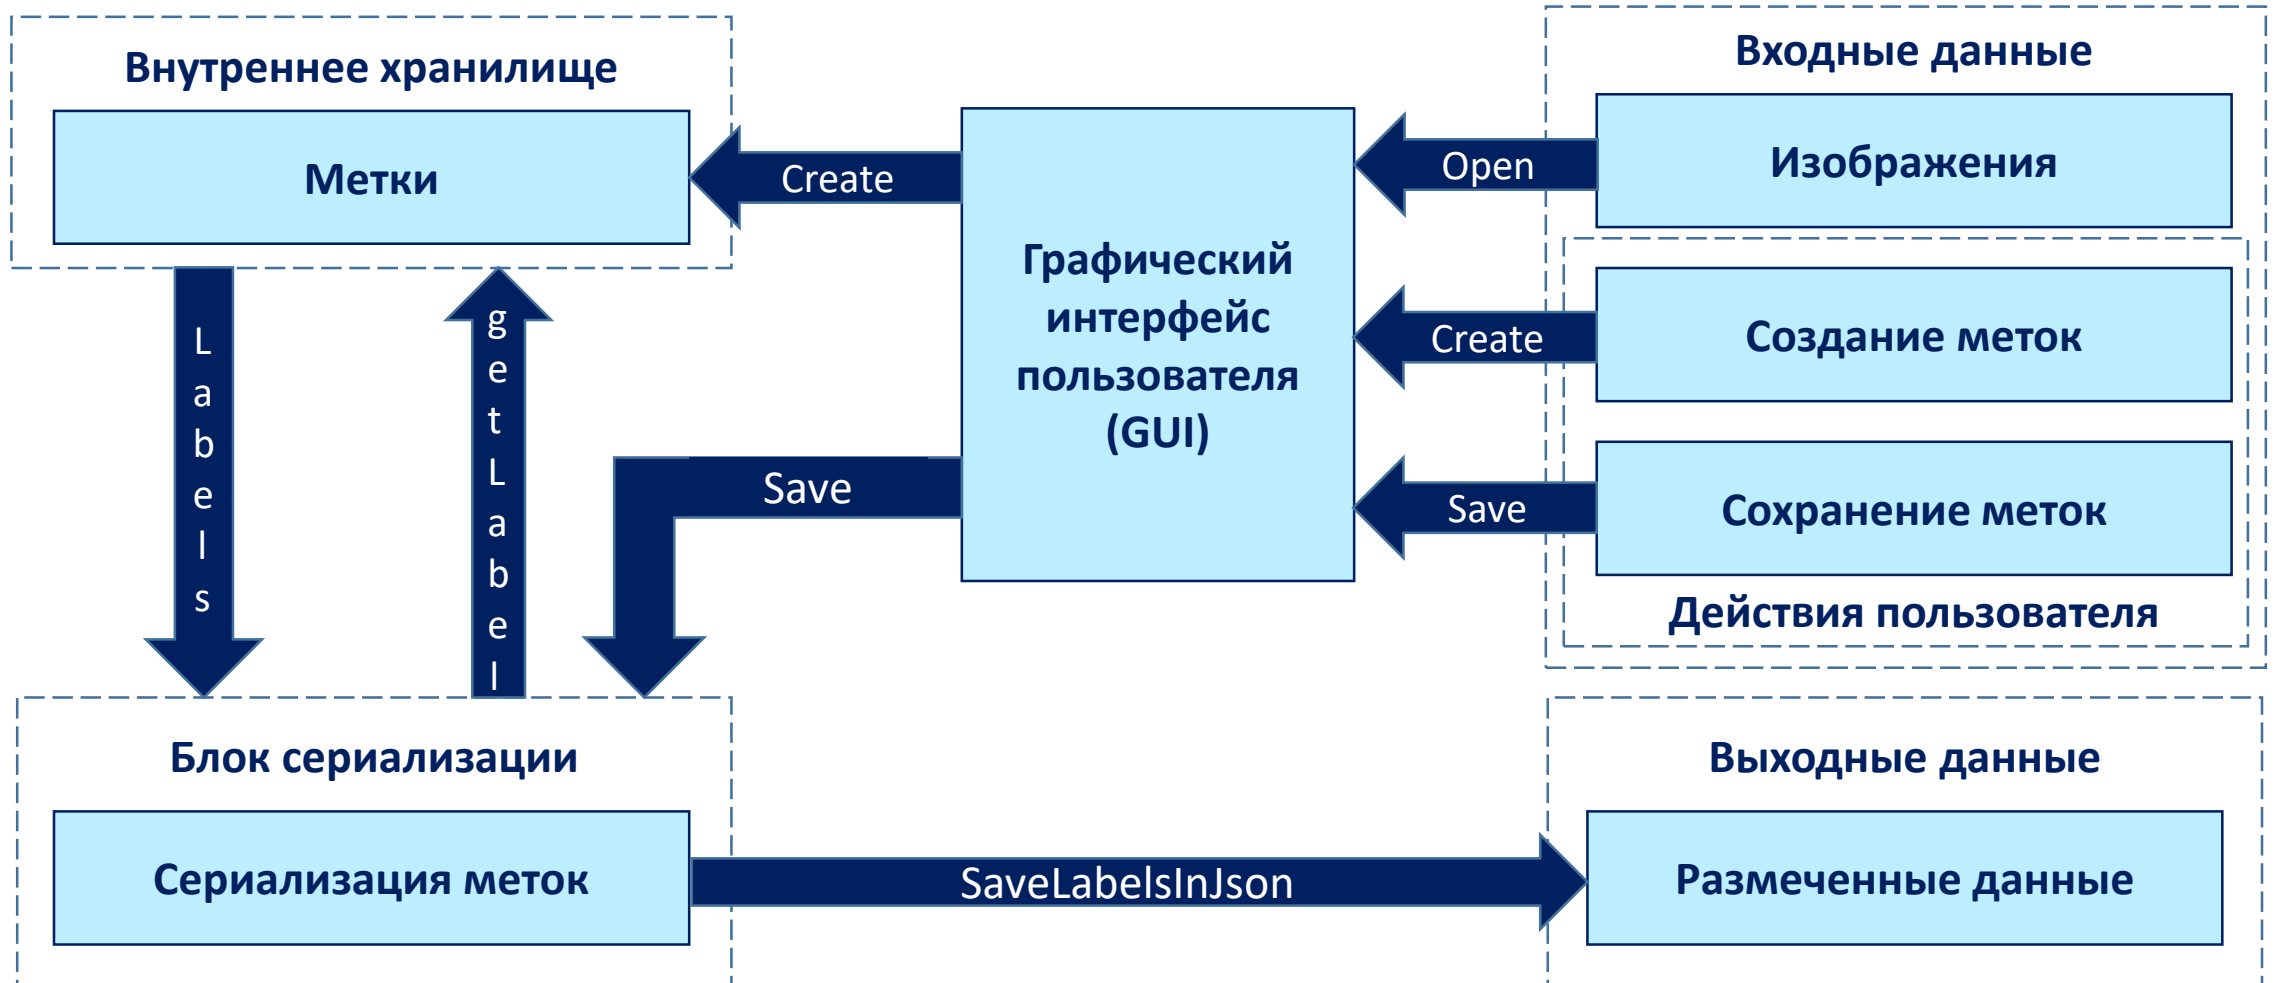 Внутреннее хранилище
Метки
Create
Графический
интерфейс
пользователя
(GUI)
Входные данные
Open
Изображения
Create
Создание меток
Save
Сохранение меток
Действия пользователя
Labels
getLabel
Save
Блок сериализации
Сериализация меток
SaveLabelsInJson
Выходные данные
Размеченные данные